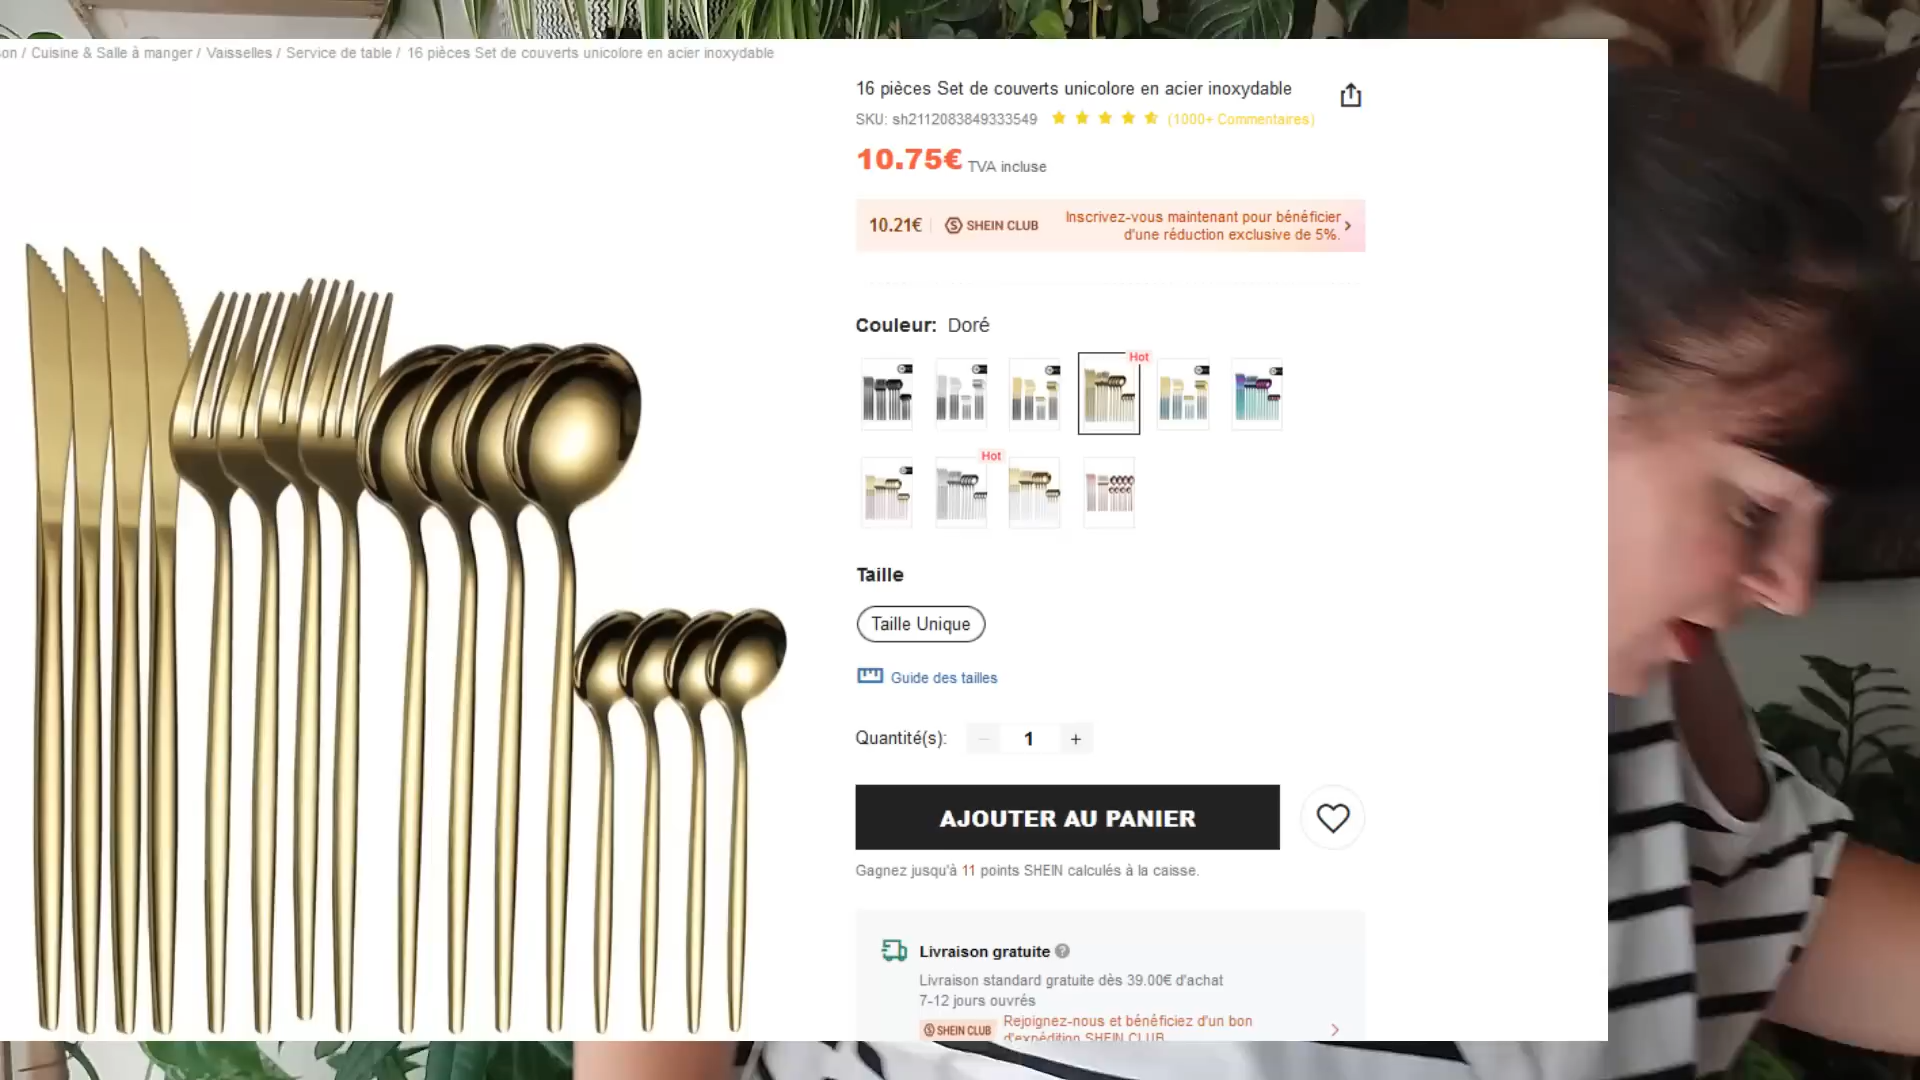 on / Cuisine & Salle à manger / Vaisselles / Service de table / 16 pièces Set de couverts unicolore en acier inoxydable
16 pièces Set de couverts unicolore en acier inoxydable
SKU: sh2112083849333549 (1000+ Commentaires)
10.75€ TVA incluse
10.21€ SHEIN CLUB Inscrivez-vous maintenant pour bénéficier
d'une réduction exclusive de 5%.
Couleur: Doré
Hot
Hot
Taille
Taille Unique
Guide des tailles
Quantité(s): 1 +
AJOUTER AU PANIER
Gagnez jusqu'à 11 points SHEIN calculés à la caisse.
Livraison gratuite ?
Livraison standard gratuite dès 39.00€ d'achat
7-12 jours ouvrés
SHEIN CLUB Rejoignez-nous et bénéficiez d'un bon
d'expédition SHEIN CLUB